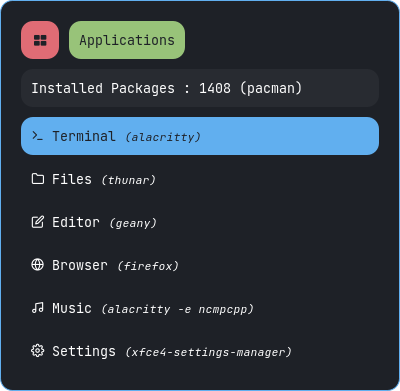 Applications
Installed Packages : 1408 (pacman)
Terminal (alacritty)
Files (thunar)
Editor (geany)
Browser (firefox)
Music (alacritty -e ncmpcpp)
Settings (xfce4-settings-manager)